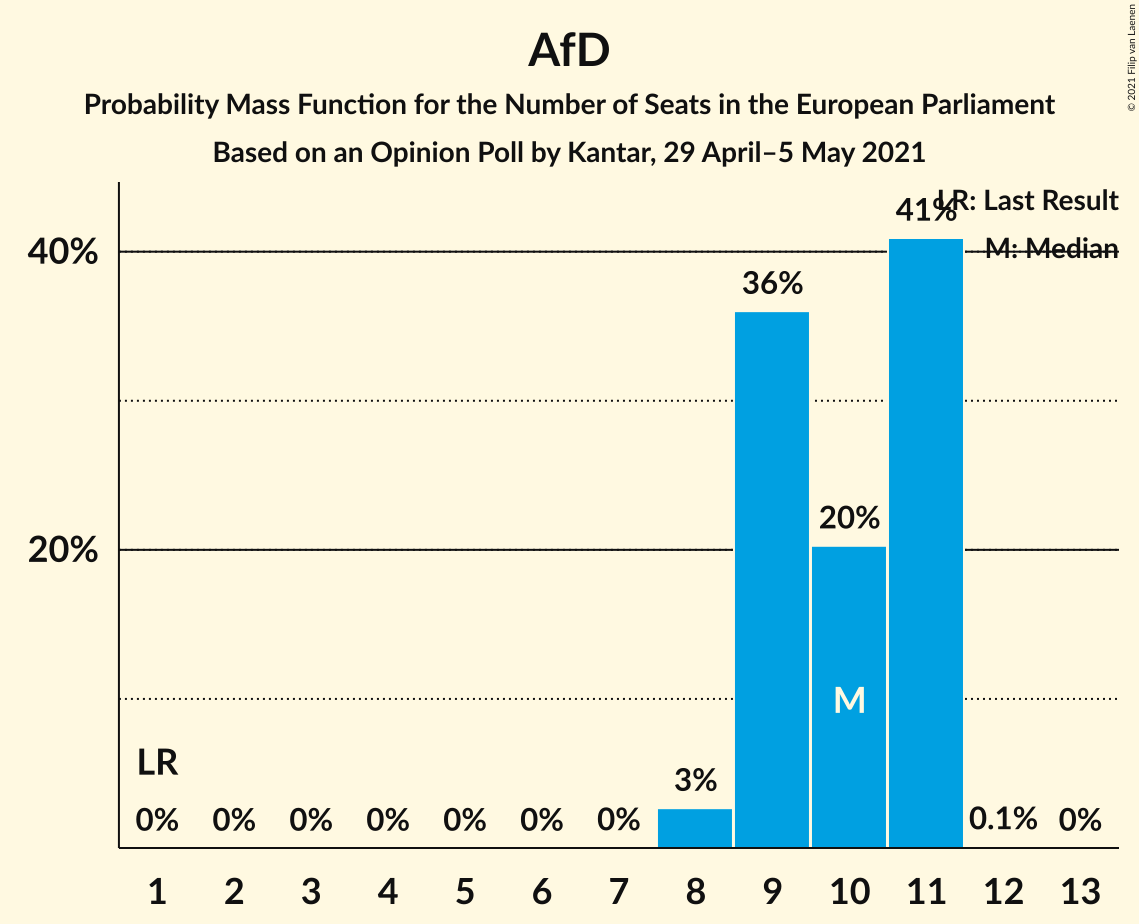 AfD
Probability Mass Function for the Number of Seats in the European Parliament
Based on an Opinion Poll by Kantar, 29 April–5 May 2021
© 2021 Filip van Laenen
LR: Last Result
M: Median
40%
20%
41%
36%
20%
M
LR
3%
0% 0% 0% 0% 0% 0% 0% 0.1% 0%
1 2 3 4 5 6 7 8 9 10 11 12 13